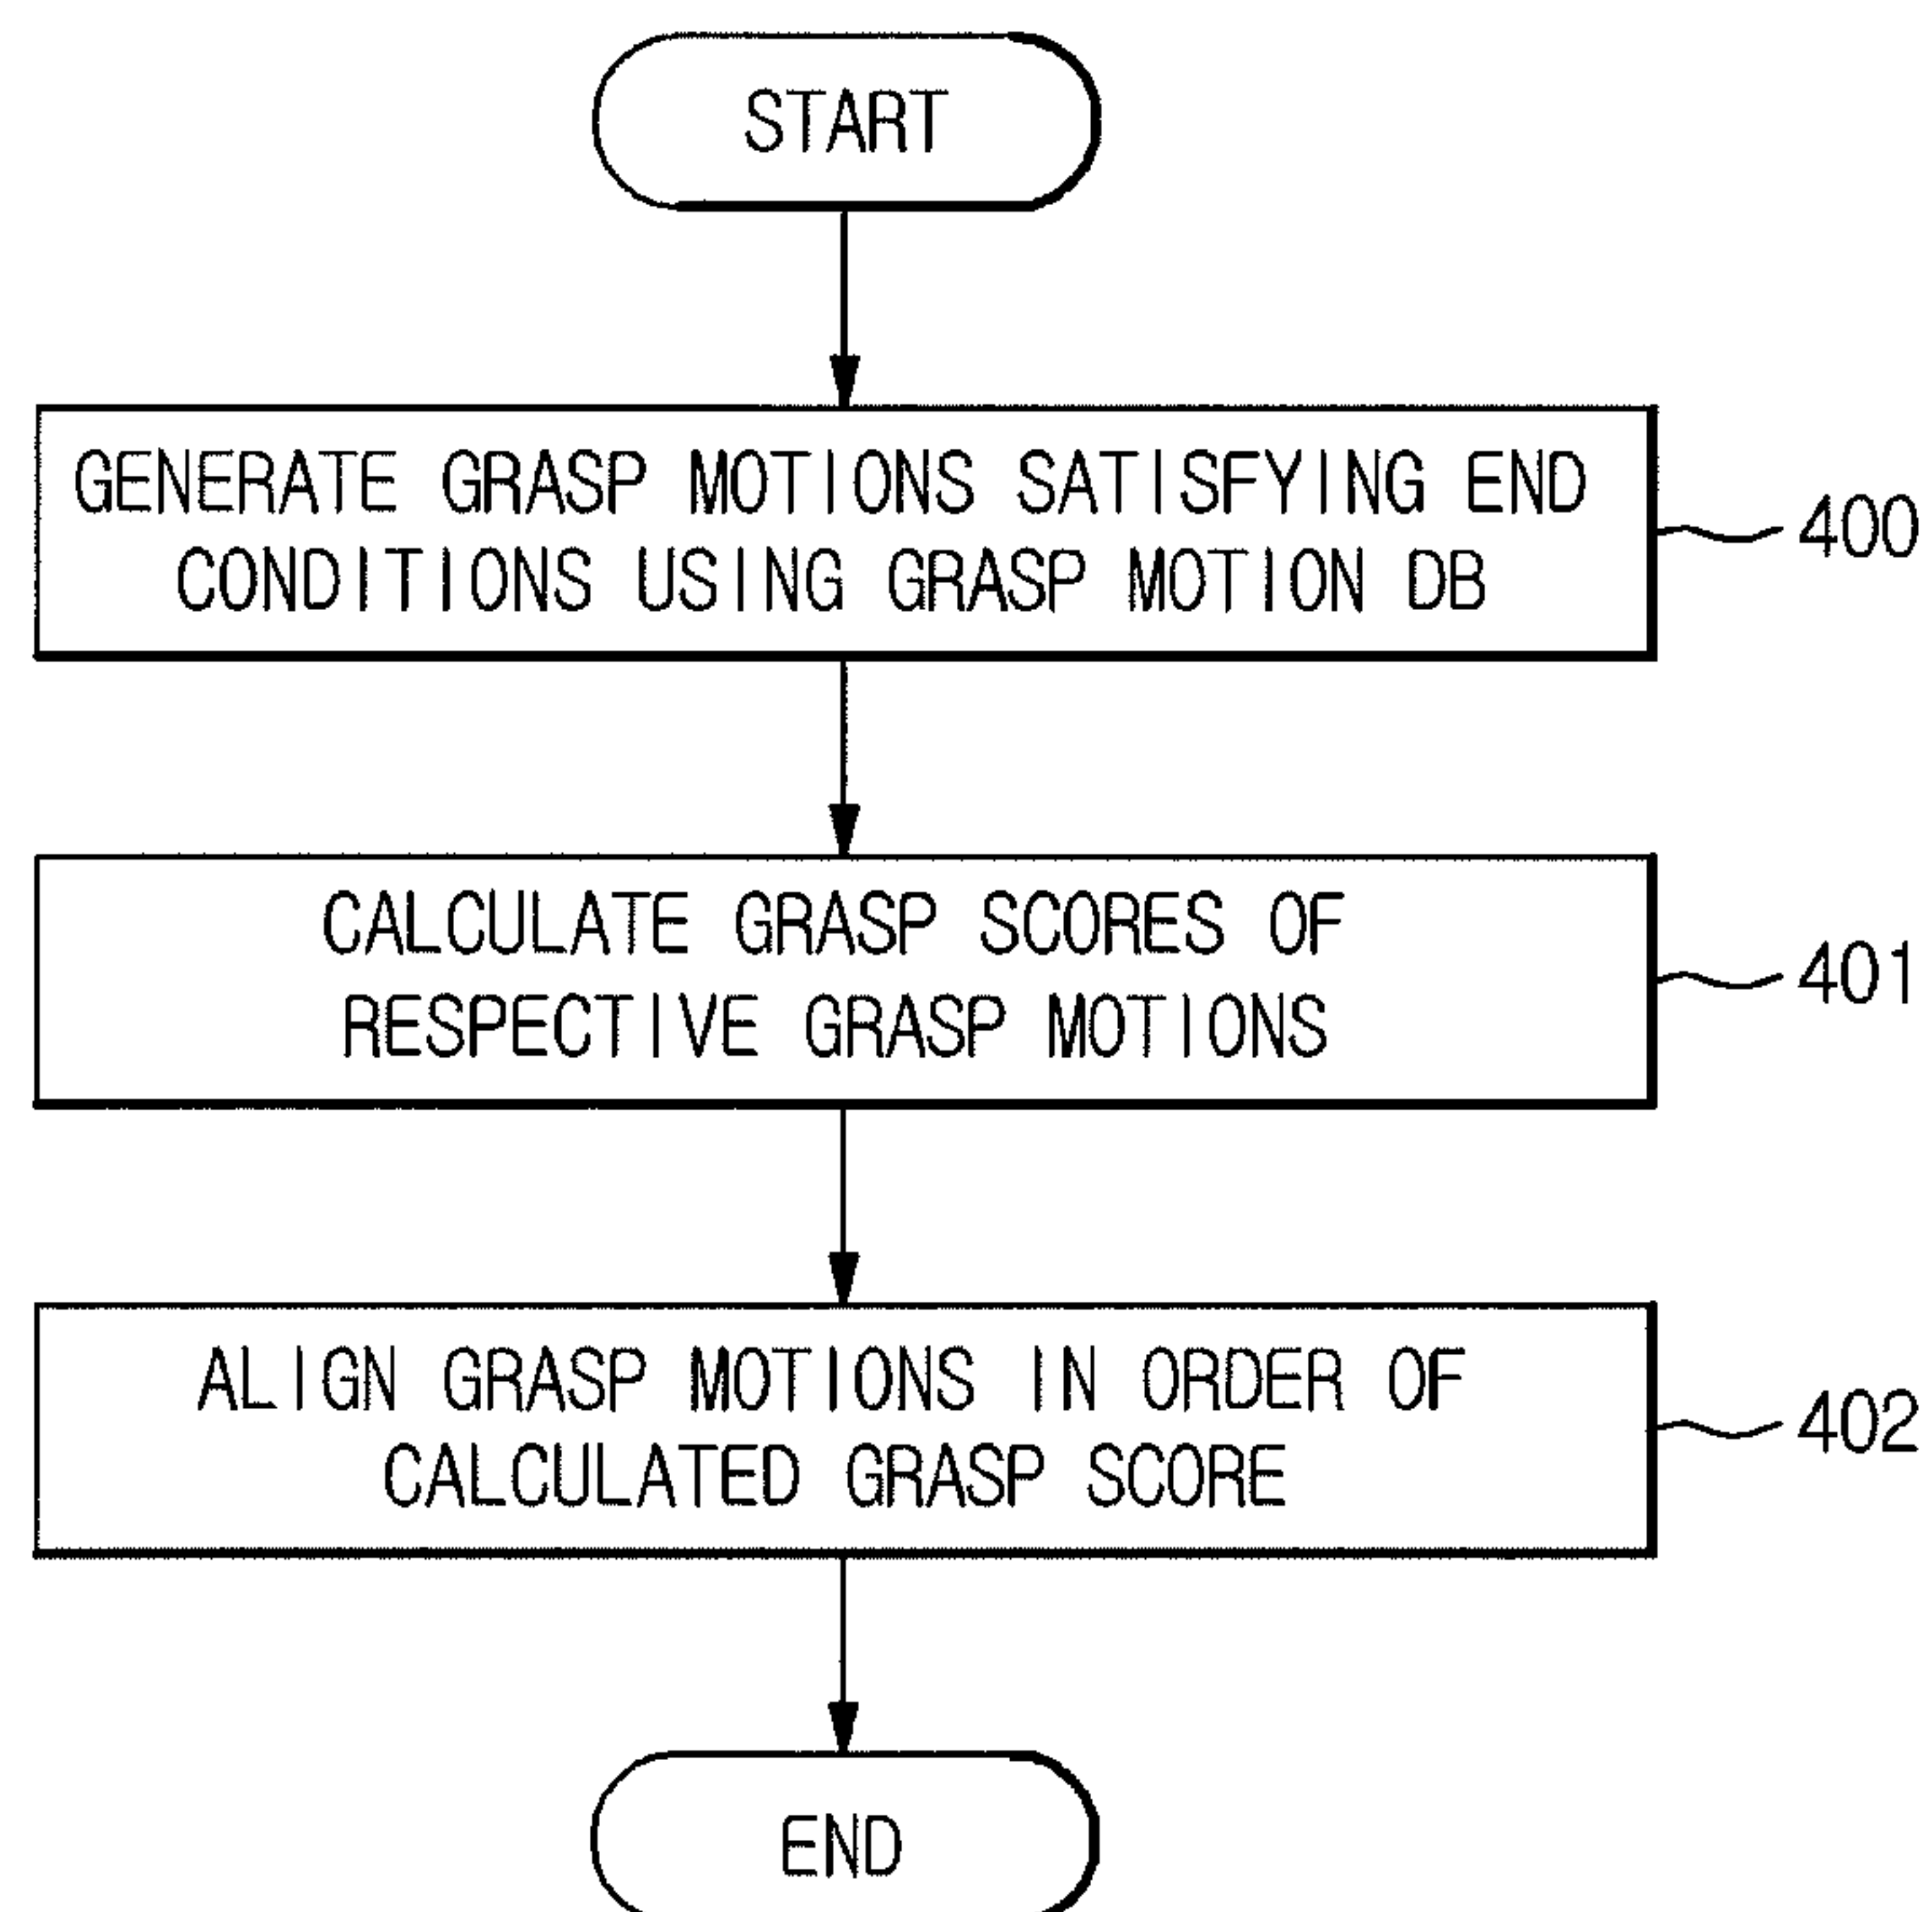 START
GENERATE GRASP MOTIONS SATISFYING END
CONDITIONS USING GRASP MOTION DB
400
CALCULATE GRASP SCORES OF
RESPECTIVE GRASP MOTIONS
401
ALIGN GRASP MOTIONS IN ORDER OF
CALCULATED GRASP SCORE
402
END